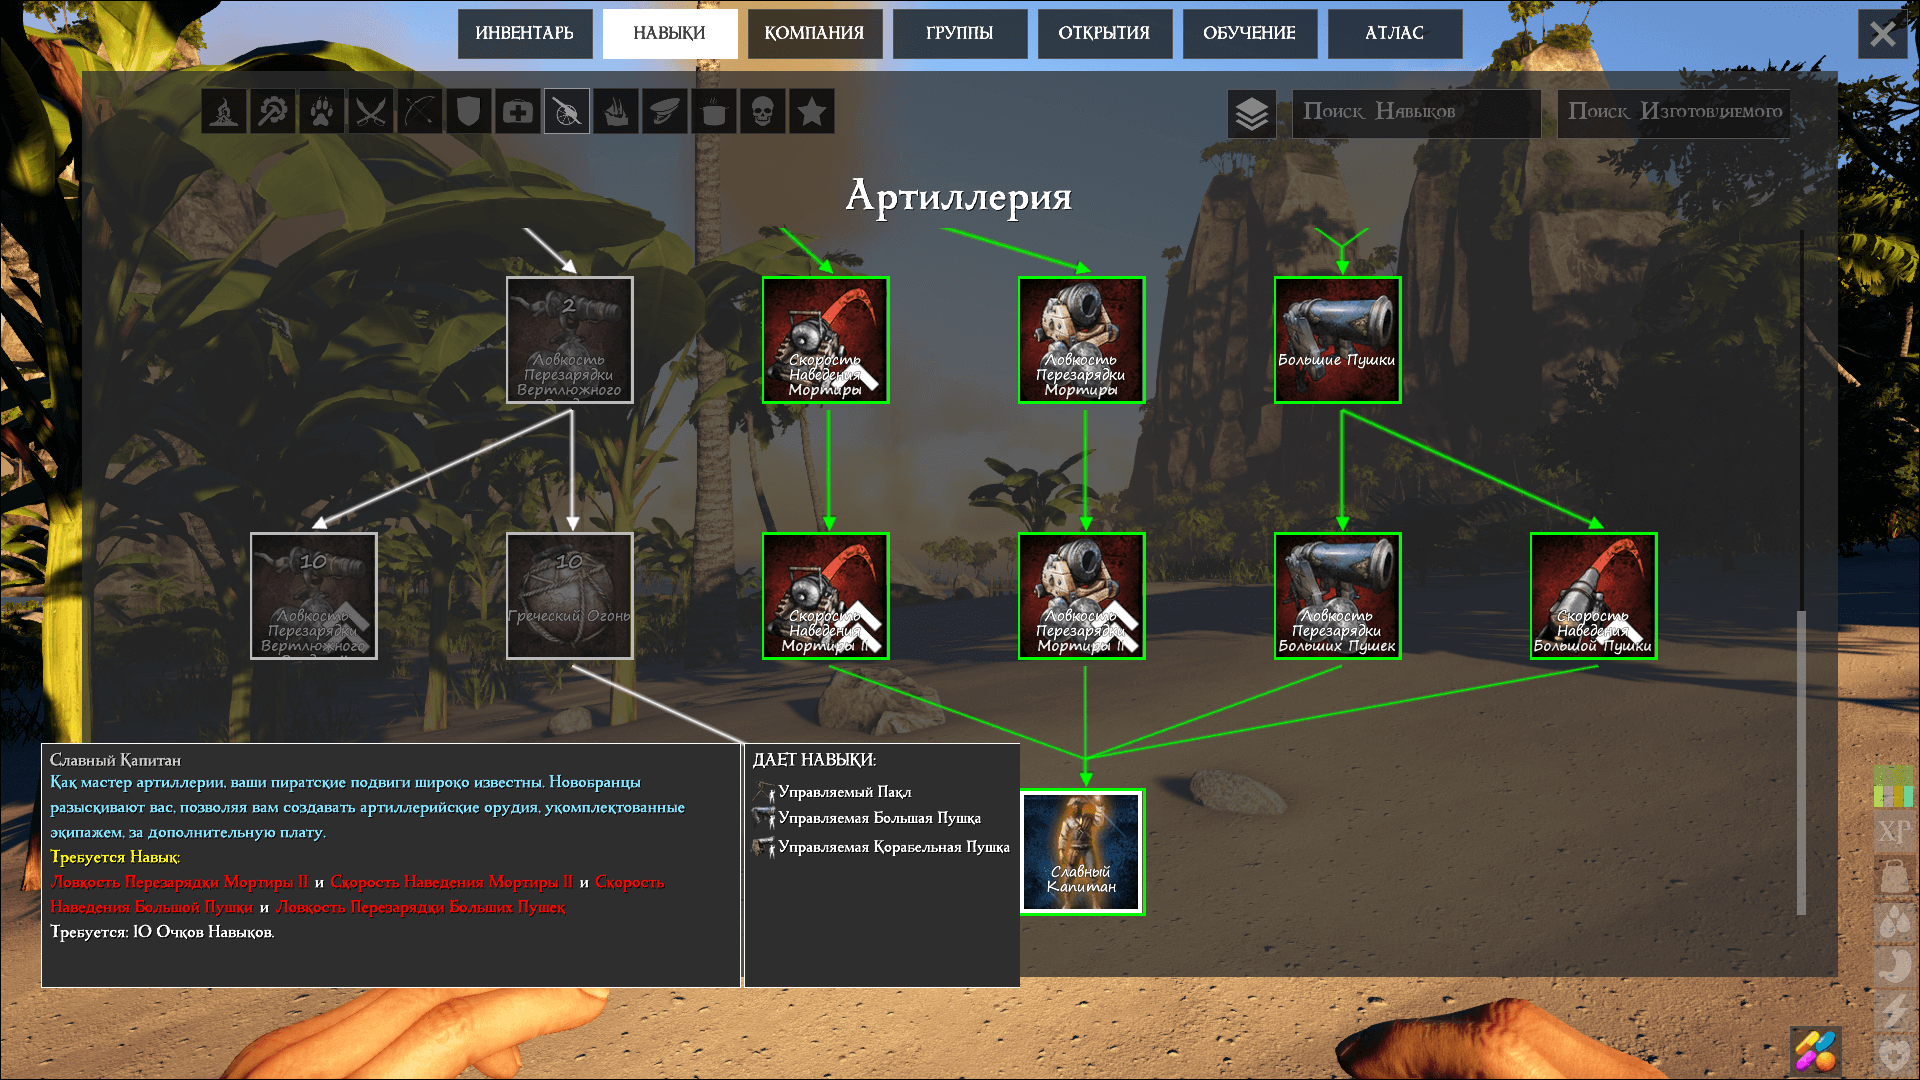 ИНВЕНТАРЬ НАВЫКИ КОМПАНИЯ ГРУППЫ ОТКРЫТИЯ ОБУЧЕНИЕ АТЛАС
Поиск Навыков Поиск Изготовляемого
Артиллерия
2
Ловкость
Перезарядки
Вертлюжного
Скорость
Наведения
Мортиры
Ловкость
Перезарядки
Мортиры
Большие Пушки
10
Ловкость
Перезарядки
Вертлюжного
10
Греческий Огонь
Скорость
Наведения
Мортиры II
Ловкость
Перезарядки
Мортиры II
Ловкость
Перезарядки
Больших Пушек
Скорость
Наведения
Большой Пушки
Славный Капитан
Как мастер артиллерии, ваши пиратские подвиги широко известны. Новобранцы
разыскивают вас, позволяя вам создавать артиллерийские орудия, укомплектованные
экипажем, за дополнительную плату.
Требуется Навык:
Ловкость Перезарядки Мортиры II и Скорость Наведения Мортиры II и Скорость
Наведения Большой Пушки и Ловкость Перезарядки Больших Пушек
Требуется: 10 Очков Навыков.
ДАЕТ НАВЫКИ:
Управляемый Пакл
Управляемая Большая Пушка
Управляемая Корабельная Пушка
Славный
Капитан
XP